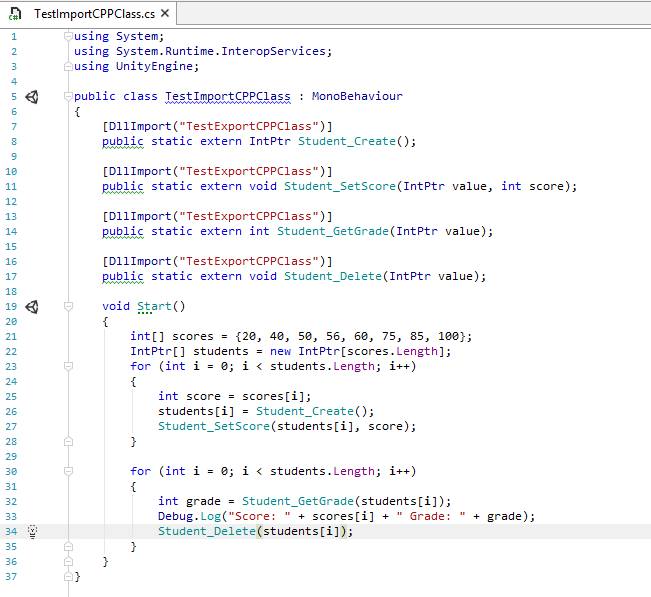 TestImportCPPClass.cs ✕
1 using System;
2 using System.Runtime.InteropServices;
3 using UnityEngine;
4
5 public class TestImportCPPClass : MonoBehaviour
6 {
7 [DllImport("TestExportCPPClass")]
8 public static extern IntPtr Student_Create();
9
10 [DllImport("TestExportCPPClass")]
11 public static extern void Student_SetScore(IntPtr value, int score);
12
13 [DllImport("TestExportCPPClass")]
14 public static extern int Student_GetGrade(IntPtr value);
15
16 [DllImport("TestExportCPPClass")]
17 public static extern void Student_Delete(IntPtr value);
18
19 void Start()
20 {
21 int[] scores = {20, 40, 50, 56, 60, 75, 85, 100};
22 IntPtr[] students = new IntPtr[scores.Length];
23 for (int i = 0; i < students.Length; i++)
24 {
25 int score = scores[i];
26 students[i] = Student_Create();
27 Student_SetScore(students[i], score);
28 }
29
30 for (int i = 0; i < students.Length; i++)
31 {
32 int grade = Student_GetGrade(students[i]);
33 Debug.Log("Score: " + scores[i] + " Grade: " + grade);
34 Student_Delete(students[i]);
35 }
36 }
37 }